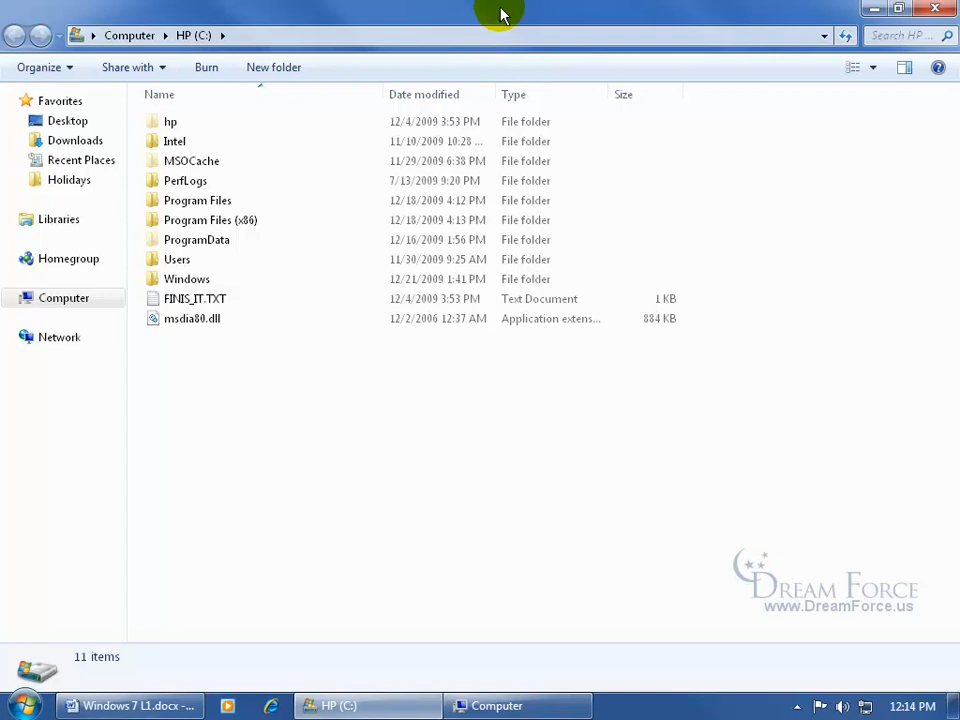 Computer HP (C:) Search HP ...
Organize Share with Burn New folder
Name Date modified Type Size
Favorites
Desktop
Downloads
Recent Places
Holidays
Libraries
Homegroup
Computer
Network
hp 12/4/2009 3:53 PM File folder
Intel 11/10/2009 10:28 ... File folder
MSOCache 11/29/2009 6:38 PM File folder
PerfLogs 7/13/2009 9:20 PM File folder
Program Files 12/18/2009 4:12 PM File folder
Program Files (x86) 12/18/2009 4:13 PM File folder
ProgramData 12/16/2009 1:56 PM File folder
Users 11/30/2009 9:25 AM File folder
Windows 12/21/2009 1:41 PM File folder
FINIS_IT.TXT 12/4/2009 3:53 PM Text Document 1 KB
msdia80.dll 12/2/2006 12:37 AM Application extens... 884 KB
DREAM FORCE
www.DreamForce.us
11 items
Windows 7 L1.docx -... HP (C:) Computer 12:14 PM